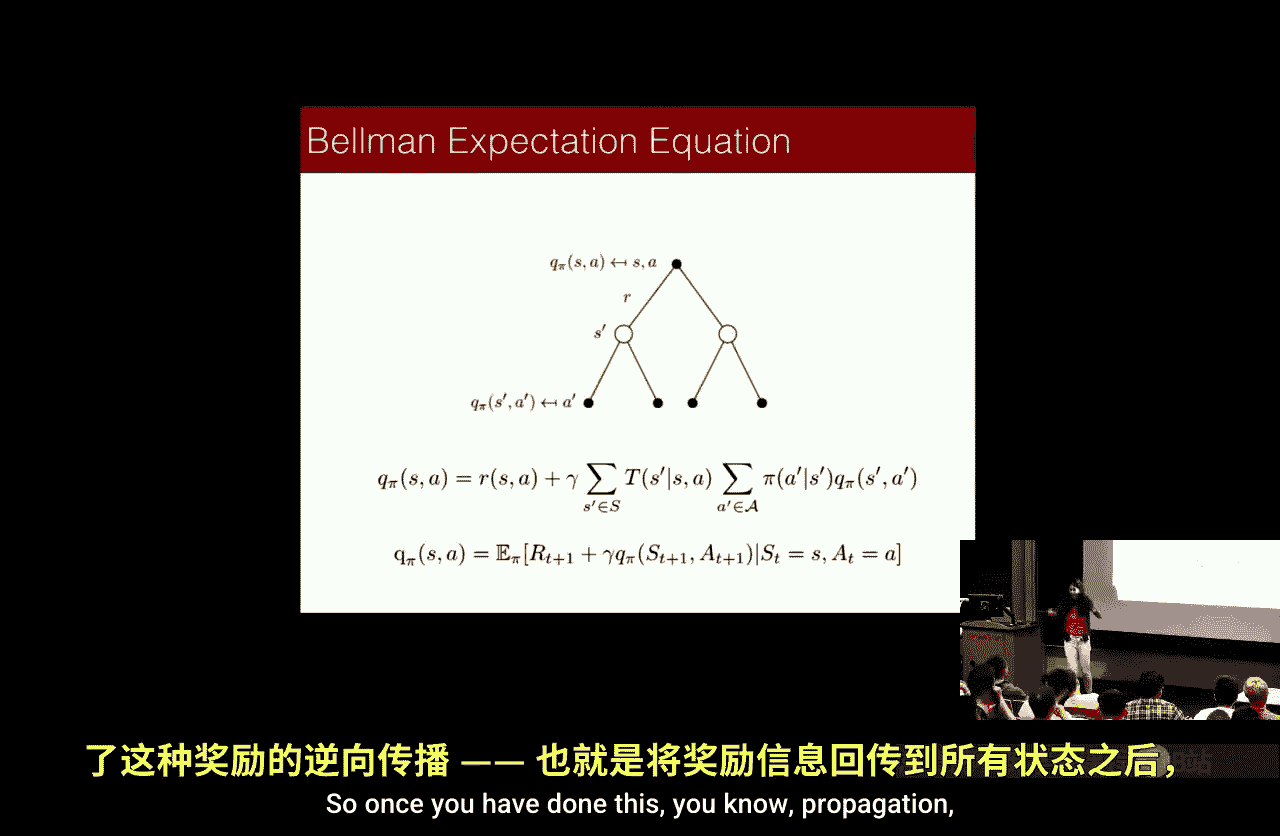 Bellman Expectation Equation
qπ(s, a) ↤ s, a
r
s′
qπ(s′, a′) ↤ a′
qπ(s, a) = r(s, a) + γ ∑s′∈S T(s′|s, a) ∑a′∈𝒜 π(a′|s′)qπ(s′, a′)
qπ(s, a) = 𝔼π[Rt+1 + γqπ(St+1, At+1)|St = s, At = a]
了这种奖励的逆向传播 —— 也就是将奖励信息回传到所有状态之后，
B站
So once you have done this, you know, propagation,